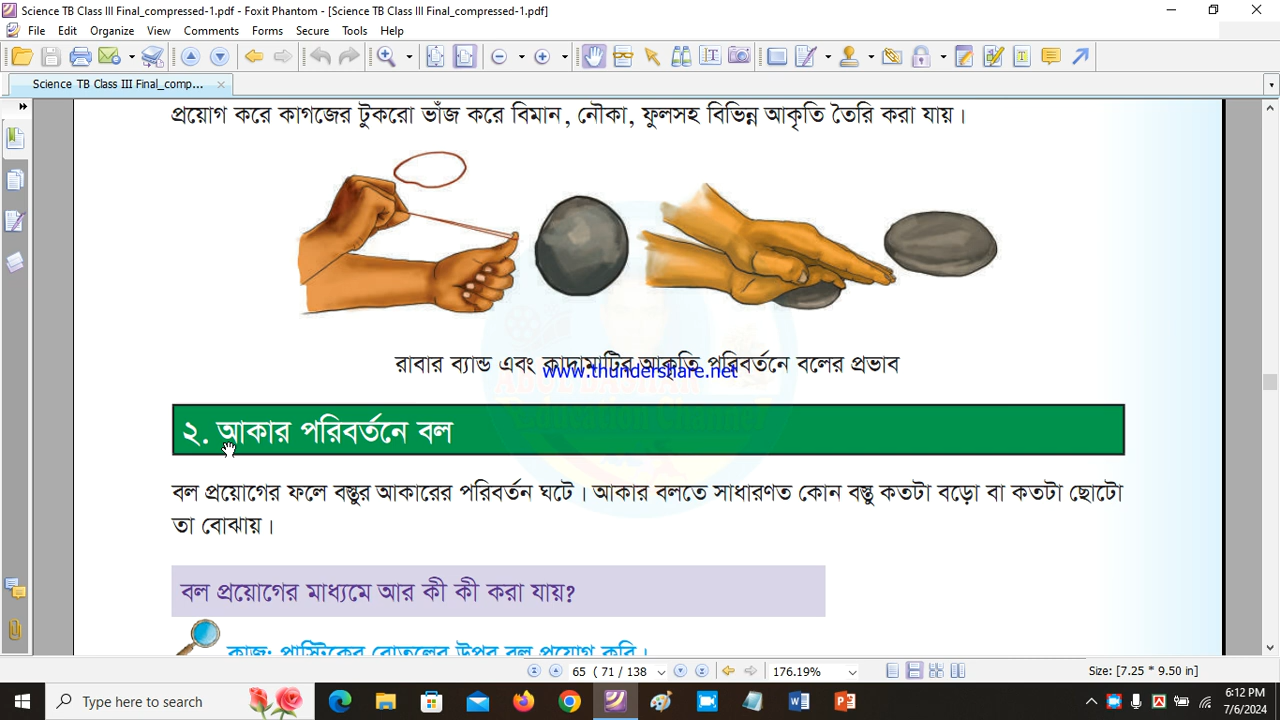 Science TB Class III Final_compressed-1.pdf - Foxit Phantom - [Science TB Class III Final_compressed-1.pdf]
File Edit Organize View Comments Forms Secure Tools Help
Science TB Class III Final_comp...
প্রয়োগ করে কাগজের টুকরো ভাঁজ করে বিমান, নৌকা, ফুলসহ বিভিন্ন আকৃতি তৈরি করা যায়।
রাবার ব্যান্ড এবং কাদামাটির আকৃতি পরিবর্তনে বলের প্রভাব
www.thundershare.net
২. আকার পরিবর্তনে বল
বল প্রয়োগের ফলে বস্তুর আকারের পরিবর্তন ঘটে। আকার বলতে সাধারণত কোন বস্তু কতটা বড়ো বা কতটা ছোটো
তা বোঝায়।
বল প্রয়োগের মাধ্যমে আর কী কী করা যায়?
কাজ: প্লাস্টিকের বোতলের উপর বল প্রয়োগ করি।
65 ( 71 / 138 ) 176.19% Size: [7.25 * 9.50 in]
Type here to search
6:12 PM
7/6/2024